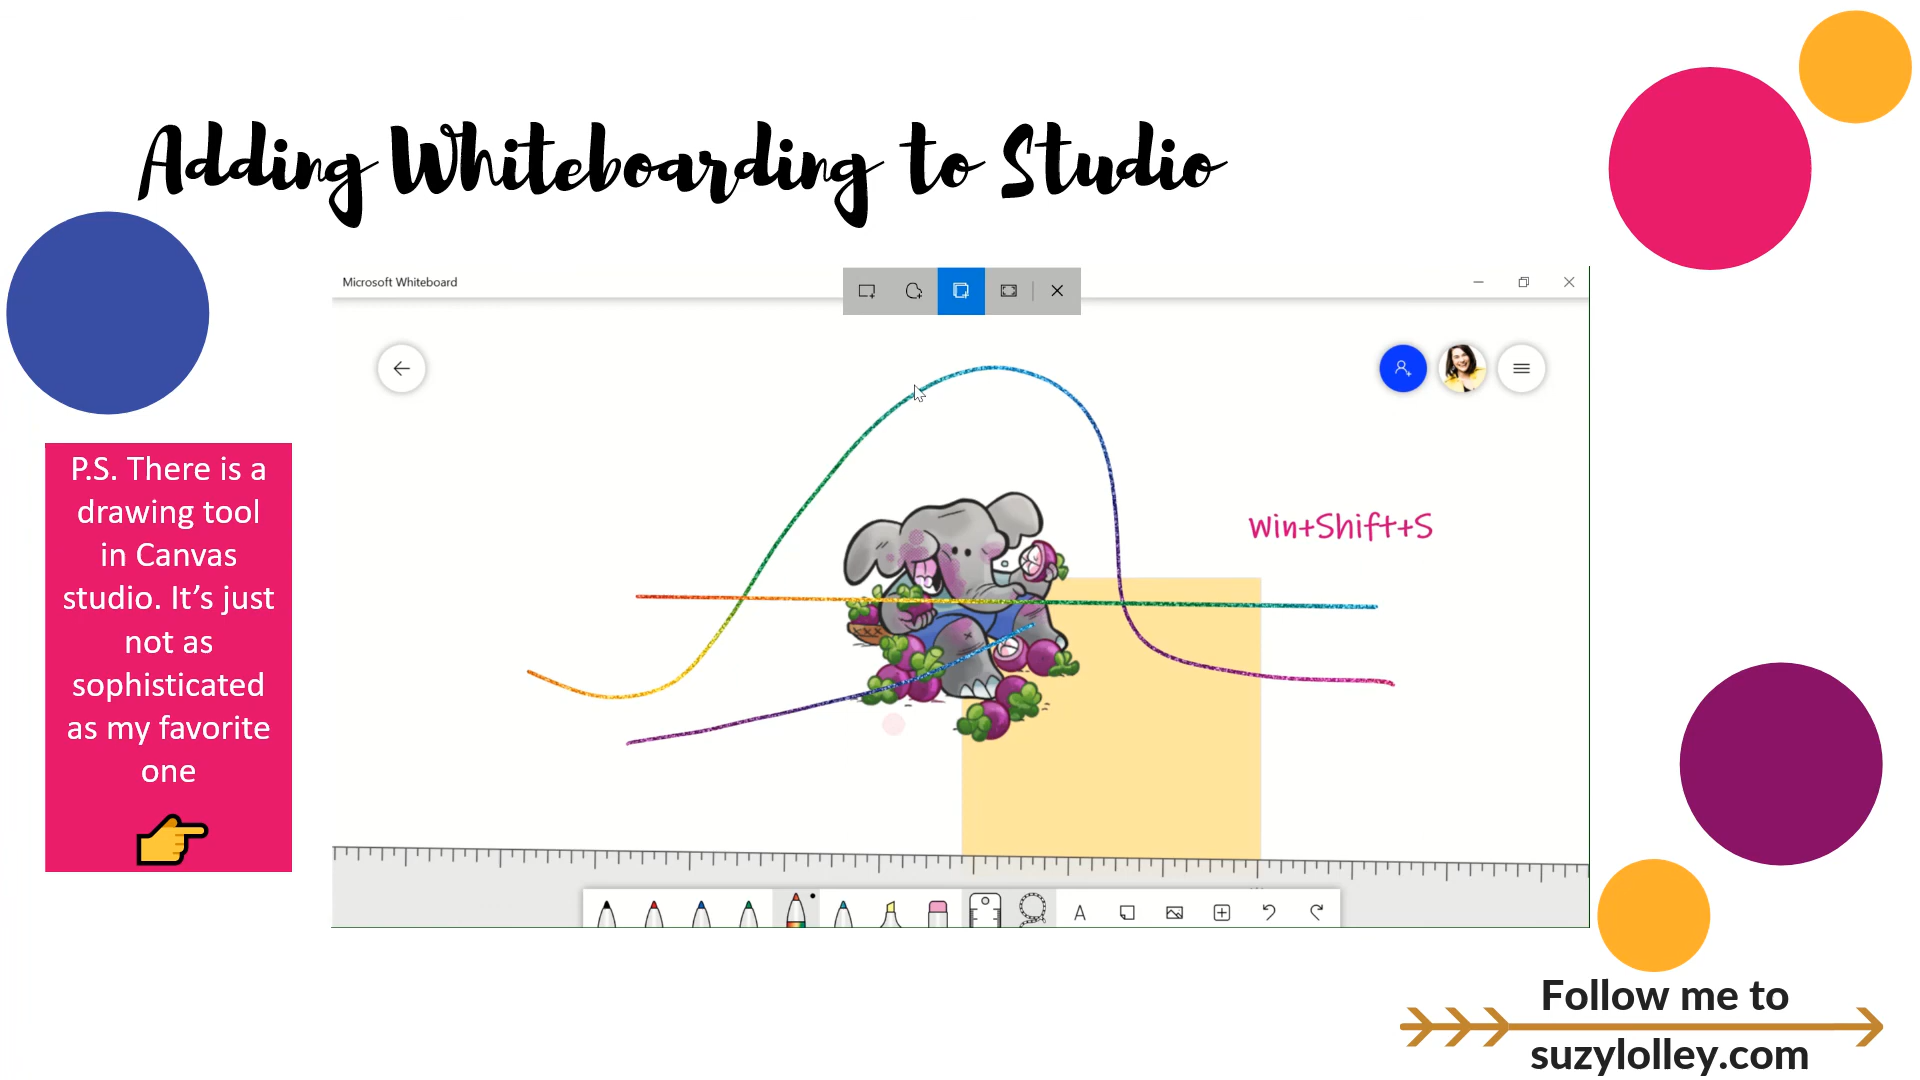 Adding Whiteboarding to Studio
Microsoft Whiteboard
P.S. There is a
drawing tool
in Canvas
studio. It’s just
not as
sophisticated
as my favorite
one
Win+Shift+S
A
Follow me to
suzylolley.com